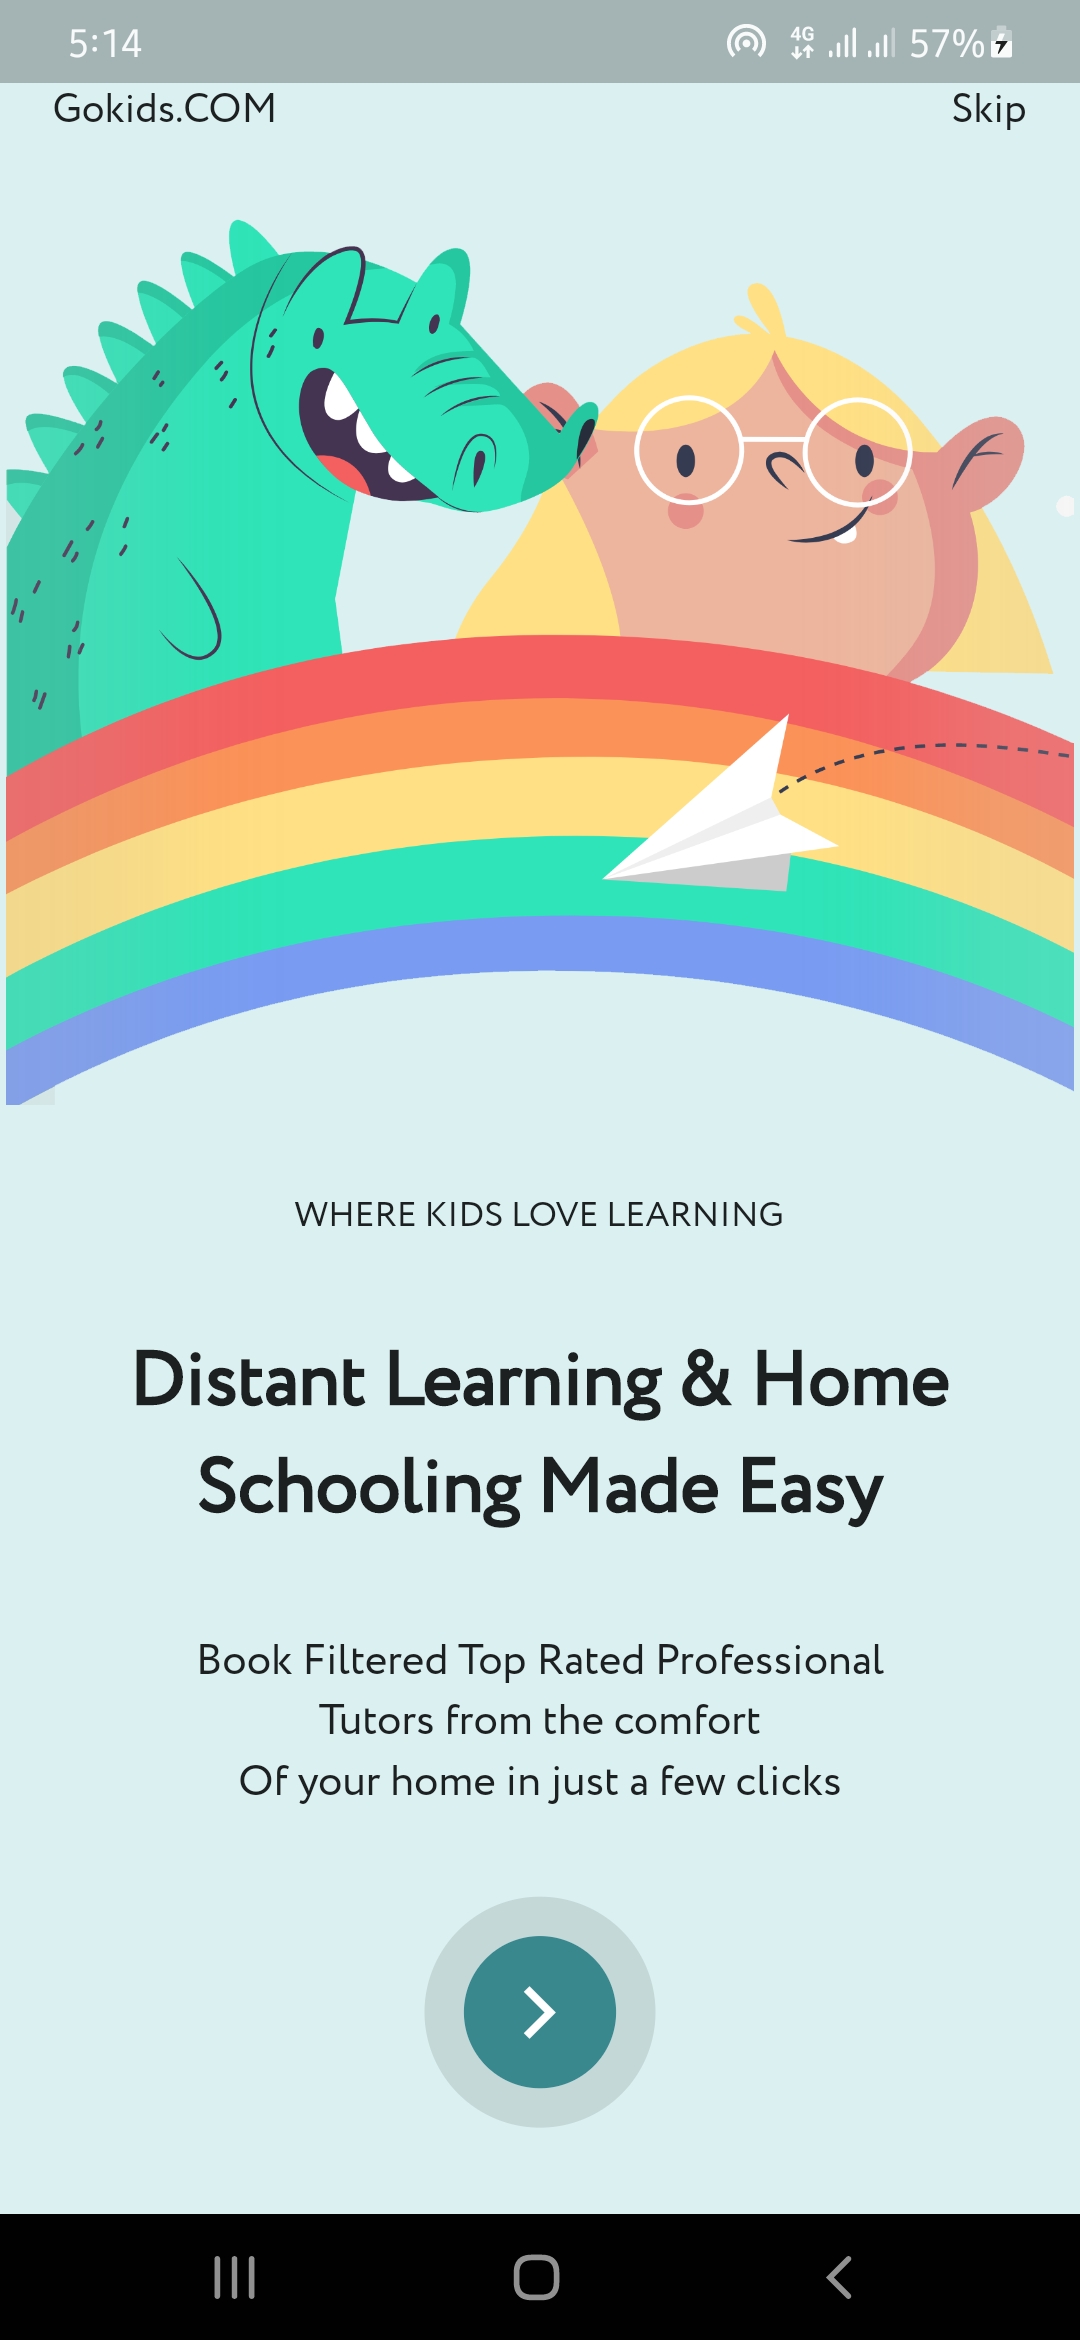 5:14
4G
57%
Gokids.COM
Skip
WHERE KIDS LOVE LEARNING
Distant Learning & Home
Schooling Made Easy
Book Filtered Top Rated Professional
Tutors from the comfort
Of your home in just a few clicks